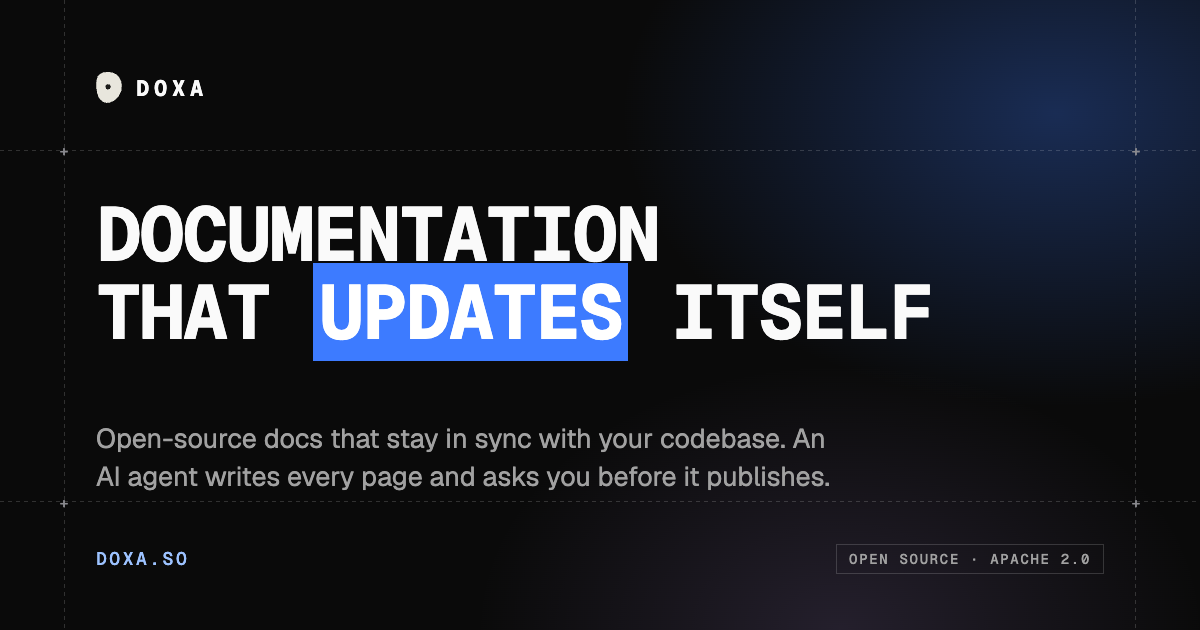 DOXA
DOCUMENTATION
THAT UPDATES ITSELF
Open-source docs that stay in sync with your codebase. An
AI agent writes every page and asks you before it publishes.
DOXA.SO
OPEN SOURCE · APACHE 2.0